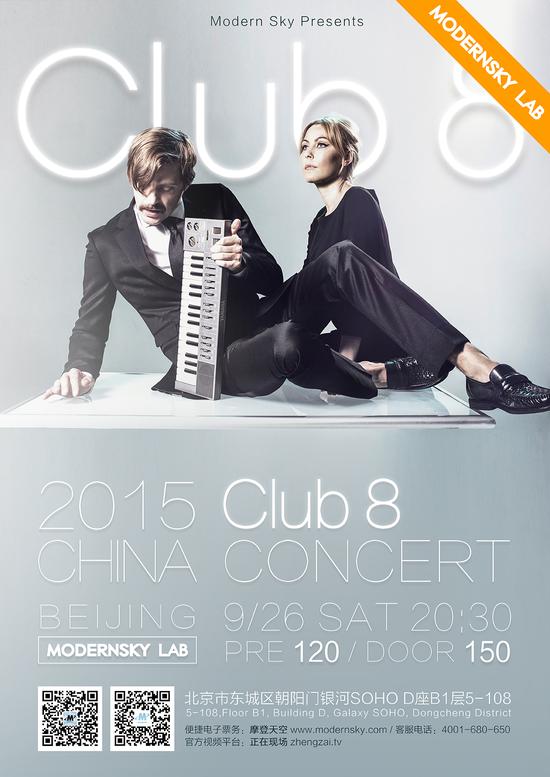 Modern Sky Presents
MODERNSKY LAB
Club 8
2015 Club 8
CHINA CONCERT
BEIJING 9/26 SAT 20:30
MODERNSKY LAB PRE 120 / DOOR 150
北京市东城区朝阳门银河SOHO D座B1层5-108
5-108,Floor B1, Building D, Galaxy SOHO, Dongcheng District
便捷电子票务：摩登天空 www.modernsky.com / 客服电话：4001-680-650
官方视频平台：正在现场 zhengzai.tv